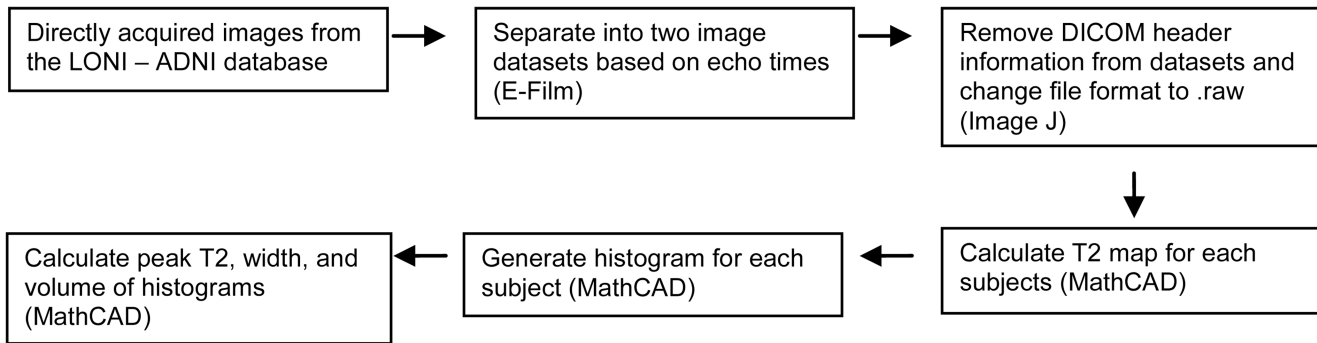 Directly acquired images from
the LONI – ADNI database
Separate into two image
datasets based on echo times
(E-Film)
Remove DICOM header
information from datasets and
change file format to .raw
(Image J)
Calculate T2 map for each
subjects (MathCAD)
Generate histogram for each
subject (MathCAD)
Calculate peak T2, width, and
volume of histograms
(MathCAD)